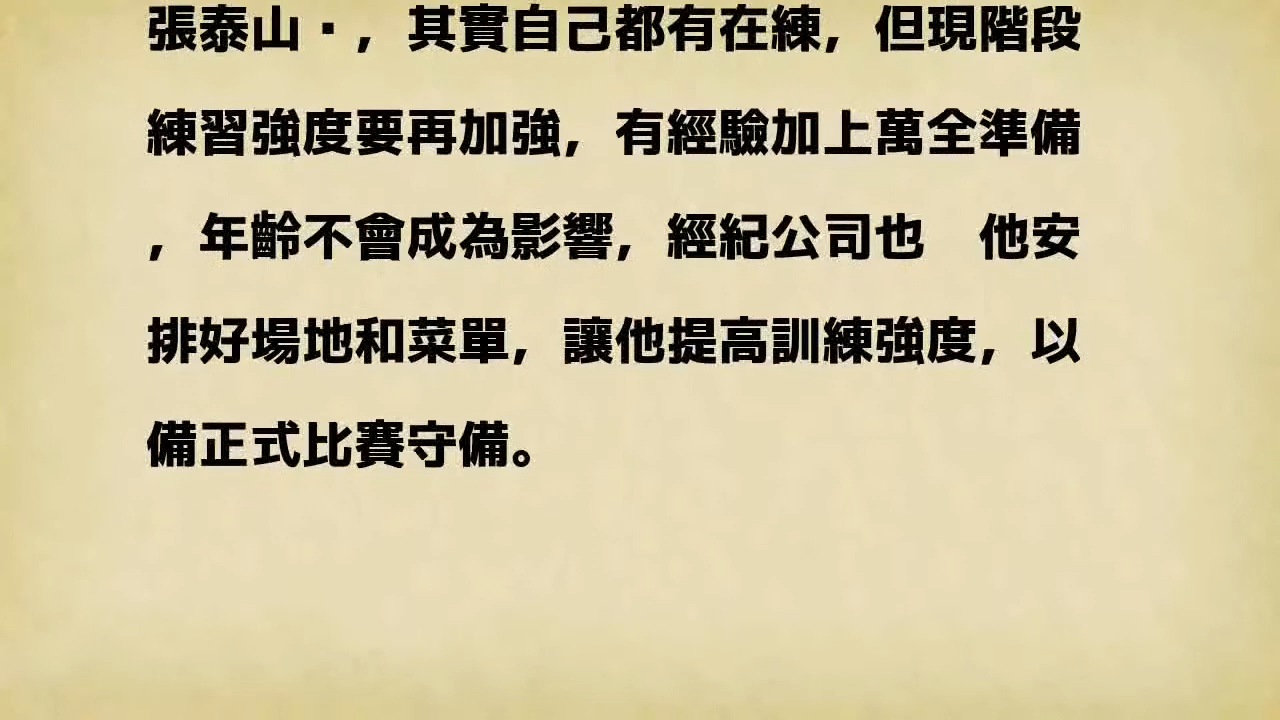 張泰山·，其實自己都有在練，但現階段
練習強度要再加強，有經驗加上萬全準備
，年齡不會成為影響，經紀公司也　他安
排好場地和菜單，讓他提高訓練強度，以
備正式比賽守備。